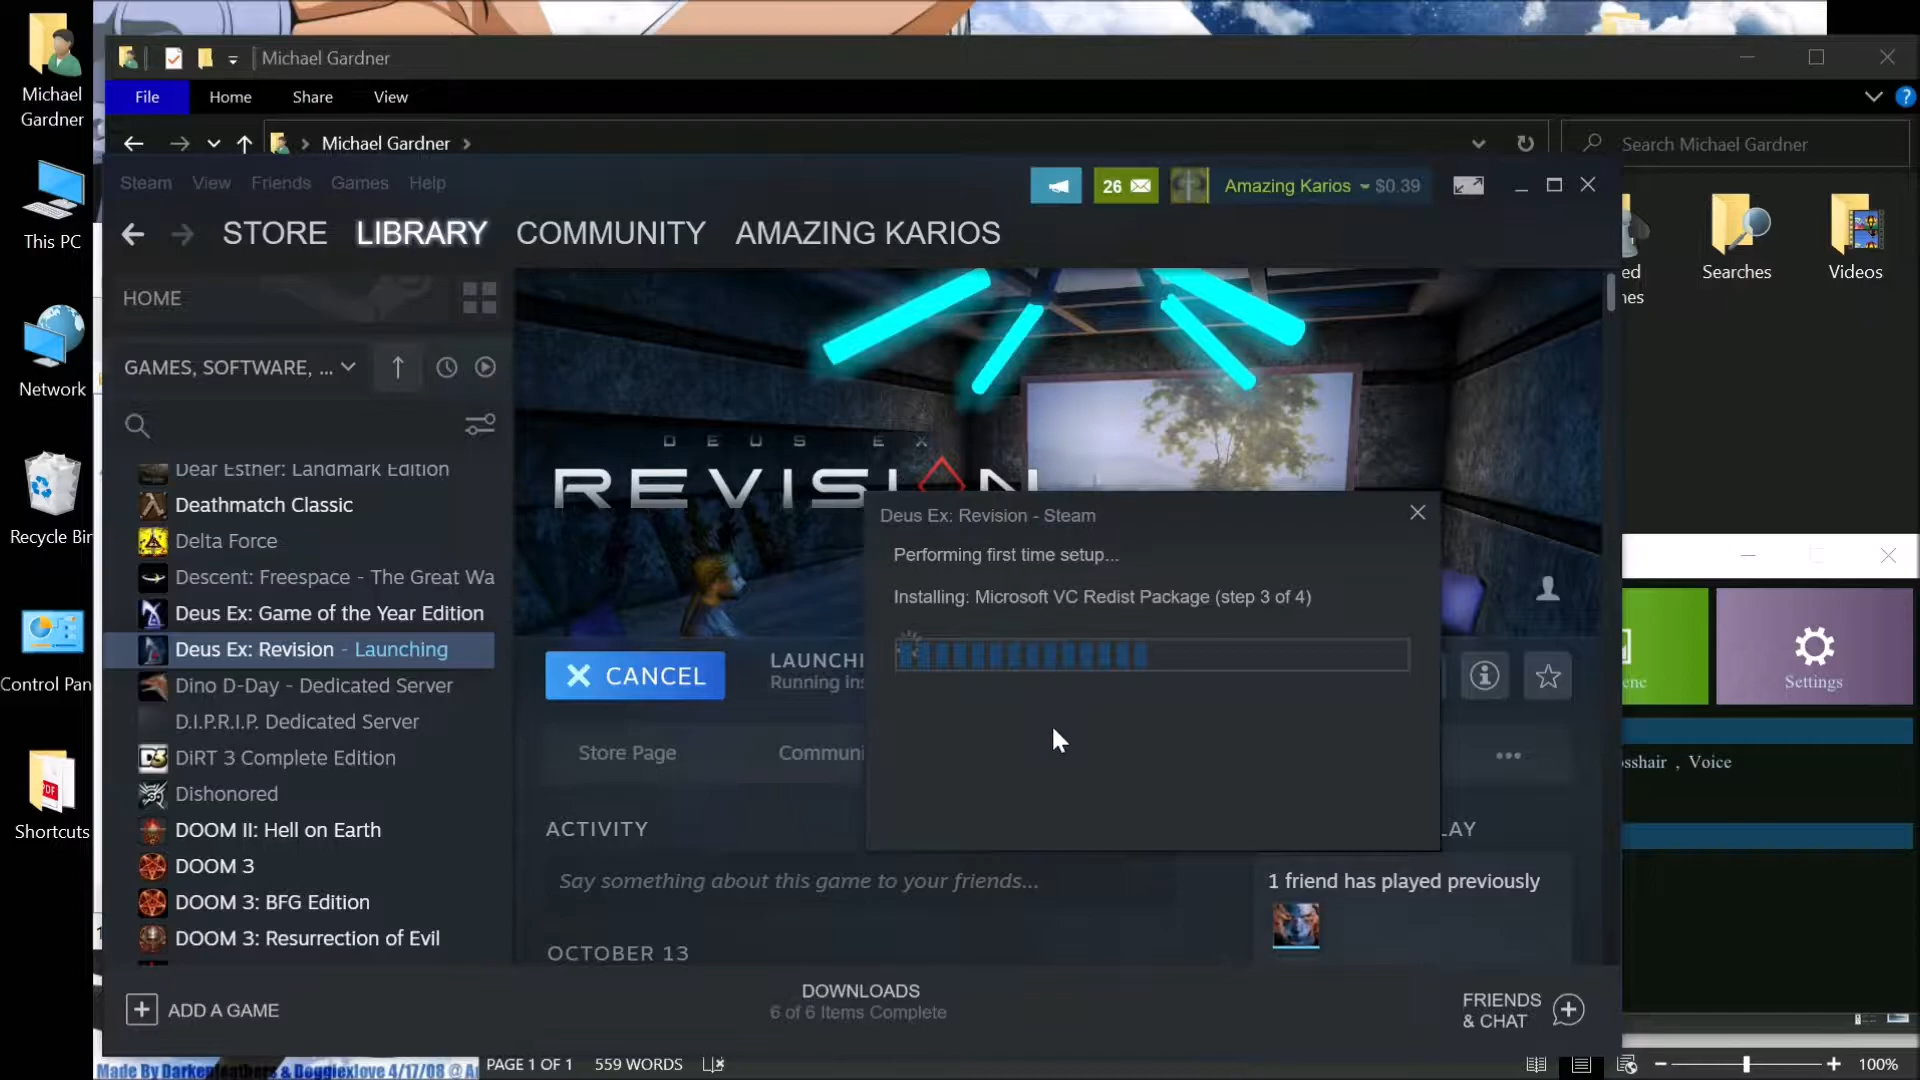 Michael Gardner
File Home Share View
Michael Gardner
Search Michael Gardner
Michael
Gardner
This PC
Network
Recycle Bin
Control Pan
Shortcuts
Searches
Videos
Steam View Friends Games Help
26
Amazing Karios
$0.39
STORE LIBRARY COMMUNITY AMAZING KARIOS
HOME
GAMES, SOFTWARE, ...
Dear Esther: Landmark Edition
Deathmatch Classic
Delta Force
Descent: Freespace - The Great Wa
Deus Ex: Game of the Year Edition
Deus Ex: Revision - Launching
Dino D-Day - Dedicated Server
D.I.P.R.I.P. Dedicated Server
DiRT 3 Complete Edition
Dishonored
DOOM II: Hell on Earth
DOOM 3
DOOM 3: BFG Edition
DOOM 3: Resurrection of Evil
ADD A GAME
DEUS EX
REVISION
Deus Ex: Revision - Steam
Performing first time setup...
Installing: Microsoft VC Redist Package (step 3 of 4)
CANCEL
LAUNCHI
Running ins
Store Page
Communi
ACTIVITY
LAY
Say something about this game to your friends...
1 friend has played previously
OCTOBER 13
DOWNLOADS
6 of 6 Items Complete
FRIENDS
& CHAT
ene
Settings
sshair , Voice
PAGE 1 OF 1 559 WORDS
100%